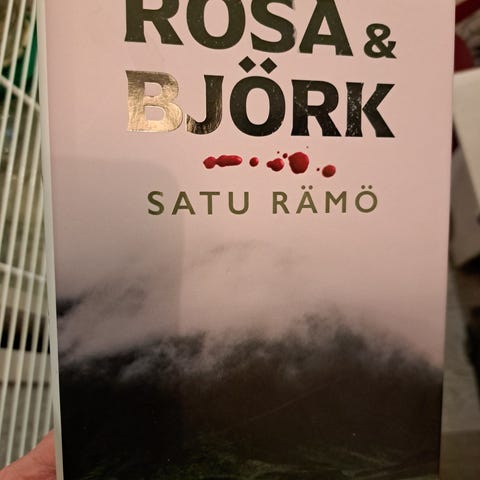 ROSA &
BJÖRK
SATU RÄMÖ